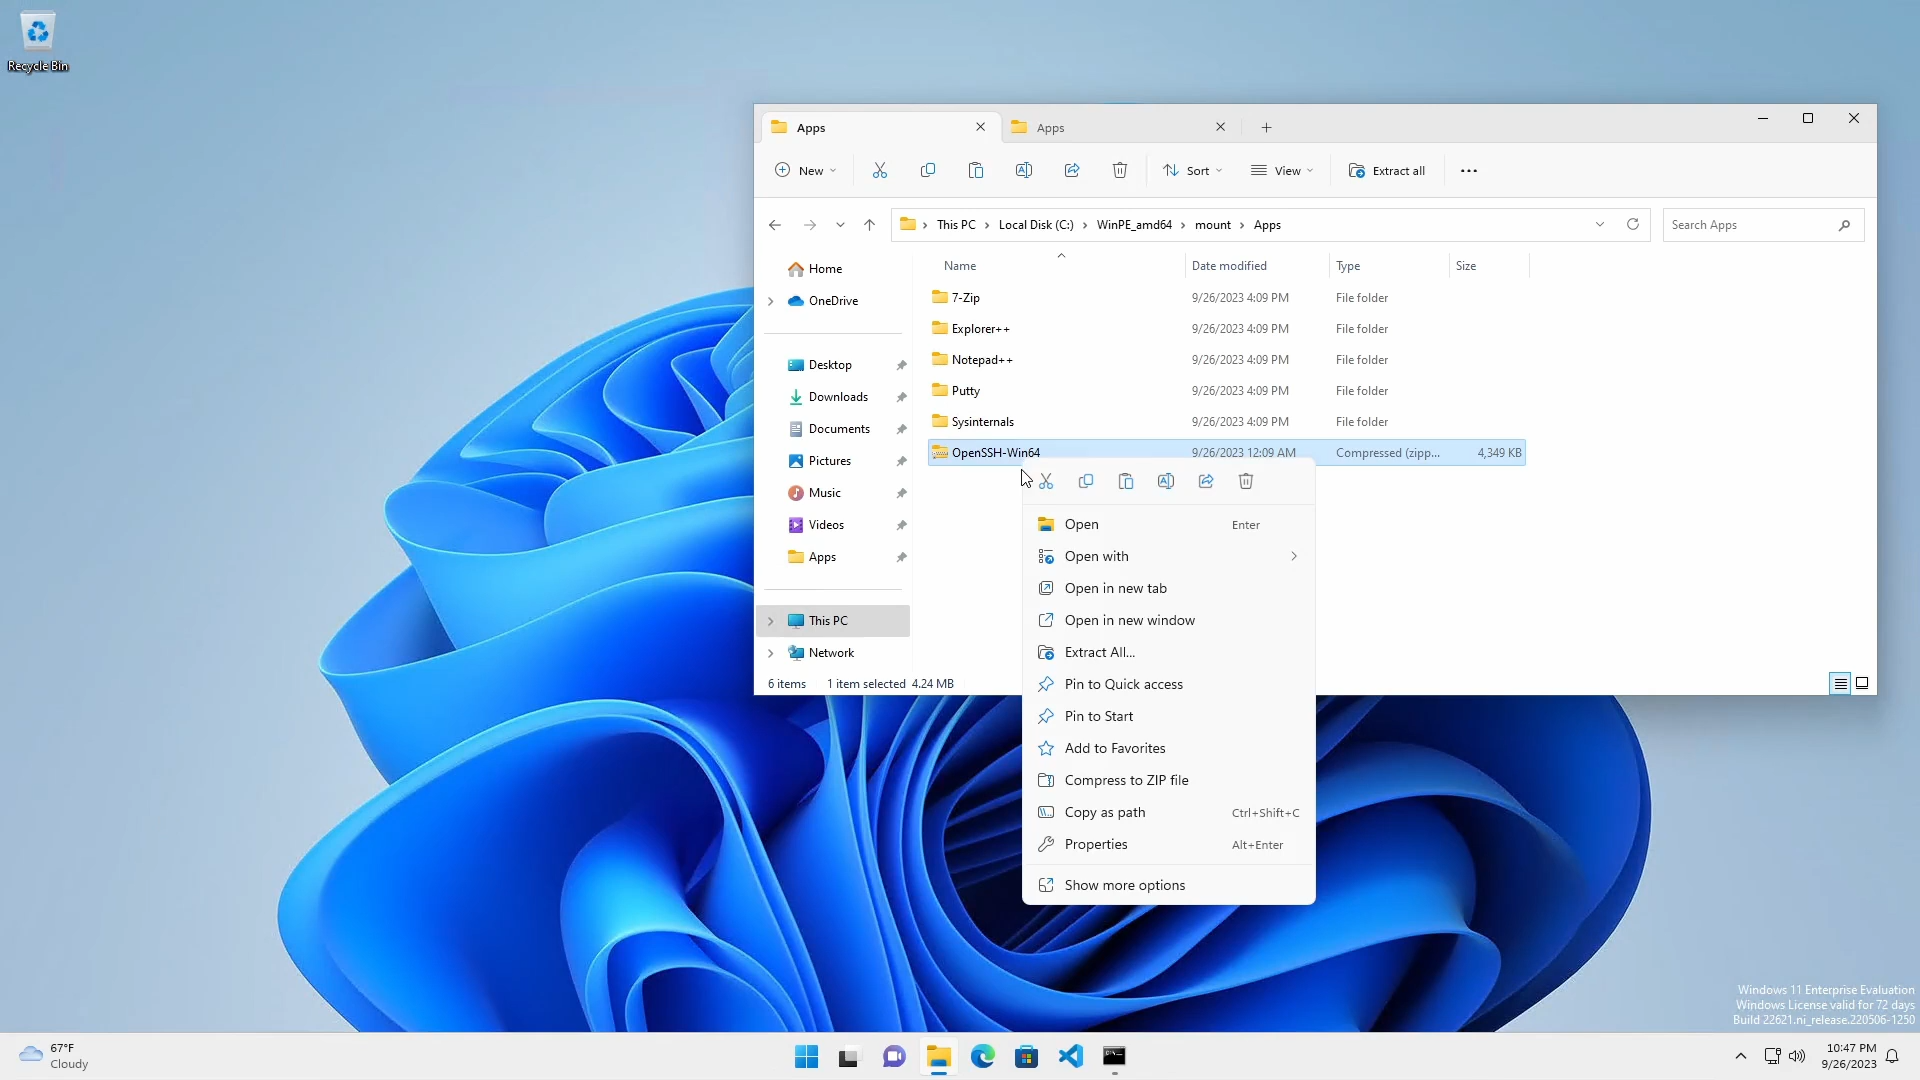 Recycle Bin
Apps
Apps
New
Sort
View
Extract all
This PC
Local Disk (C:)
WinPE_amd64
mount
Apps
Search Apps
Home
OneDrive
Desktop
Downloads
Documents
Pictures
Music
Videos
Apps
This PC
Network
Name Date modified Type Size
7-Zip 9/26/2023 4:09 PM File folder
Explorer++ 9/26/2023 4:09 PM File folder
Notepad++ 9/26/2023 4:09 PM File folder
Putty 9/26/2023 4:09 PM File folder
Sysinternals 9/26/2023 4:09 PM File folder
OpenSSH-Win64 9/26/2023 12:09 AM Compressed (zipp... 4,349 KB
Open Enter
Open with
Open in new tab
Open in new window
Extract All...
Pin to Quick access
Pin to Start
Add to Favorites
Compress to ZIP file
Copy as path Ctrl+Shift+C
Properties Alt+Enter
Show more options
6 items 1 item selected 4.24 MB
Windows 11 Enterprise Evaluation
Windows License valid for 72 days
Build 22621.ni_release.220506-1250
67°F
Cloudy
10:47 PM
9/26/2023